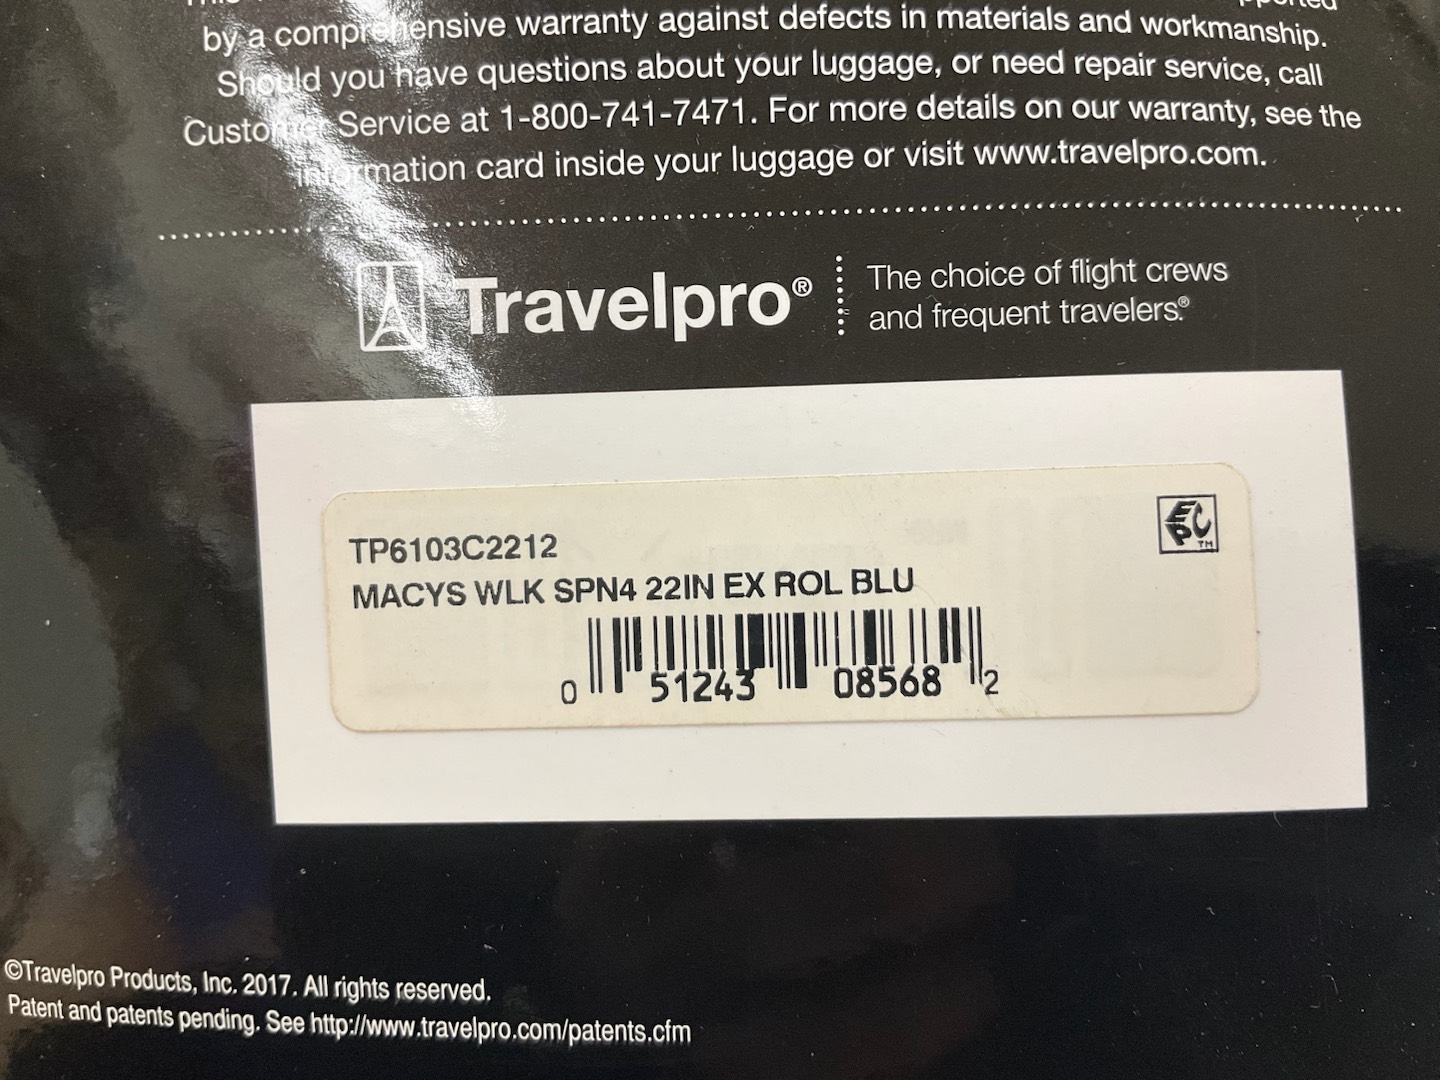 by a comprehensive warranty against defects in materials and workmanship.
Should you have questions about your luggage, or need repair service, call
Customer Service at 1-800-741-7471. For more details on our warranty, see the
information card inside your luggage or visit www.travelpro.com.
Travelpro®
The choice of flight crews
and frequent travelers.®
EPC™
TP6103C2212
MACYS WLK SPN4 22IN EX ROL BLU
0 51243 08568 2
©Travelpro Products, Inc. 2017. All rights reserved.
Patent and patents pending. See http://www.travelpro.com/patents.cfm